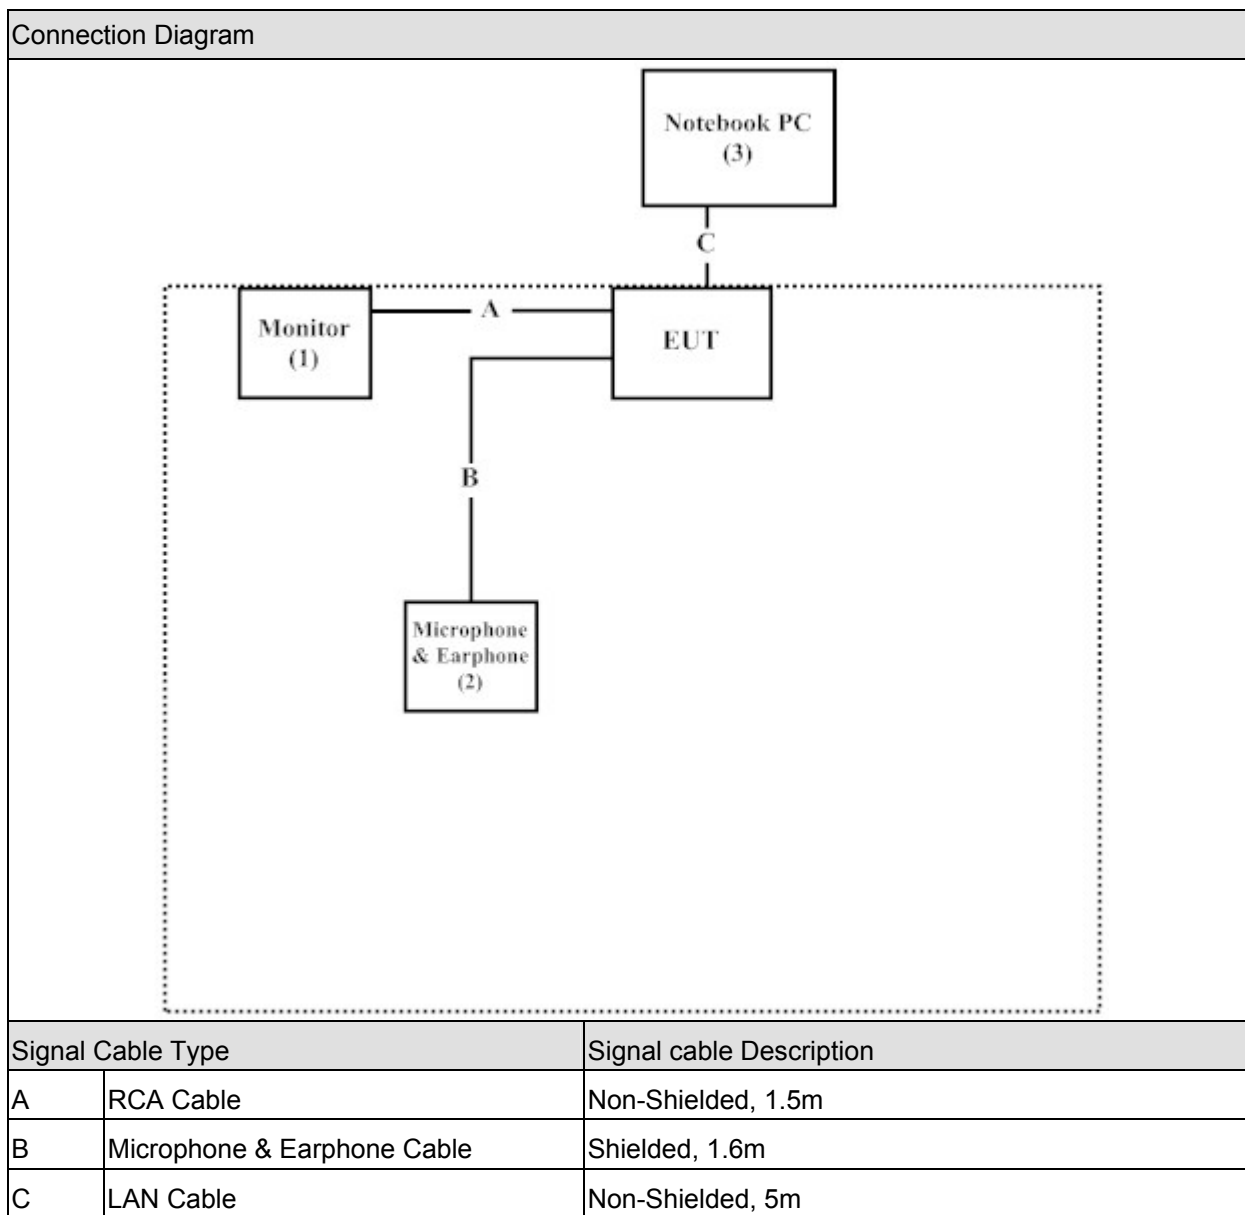 Connection Diagram
Notebook PC
(3)
C
A
Monitor
(1)
EUT
B
Microphone
& Earphone
(2)
Signal Cable Type Signal cable Description
A RCA Cable Non-Shielded, 1.5m
B Microphone & Earphone Cable Shielded, 1.6m
C LAN Cable Non-Shielded, 5m